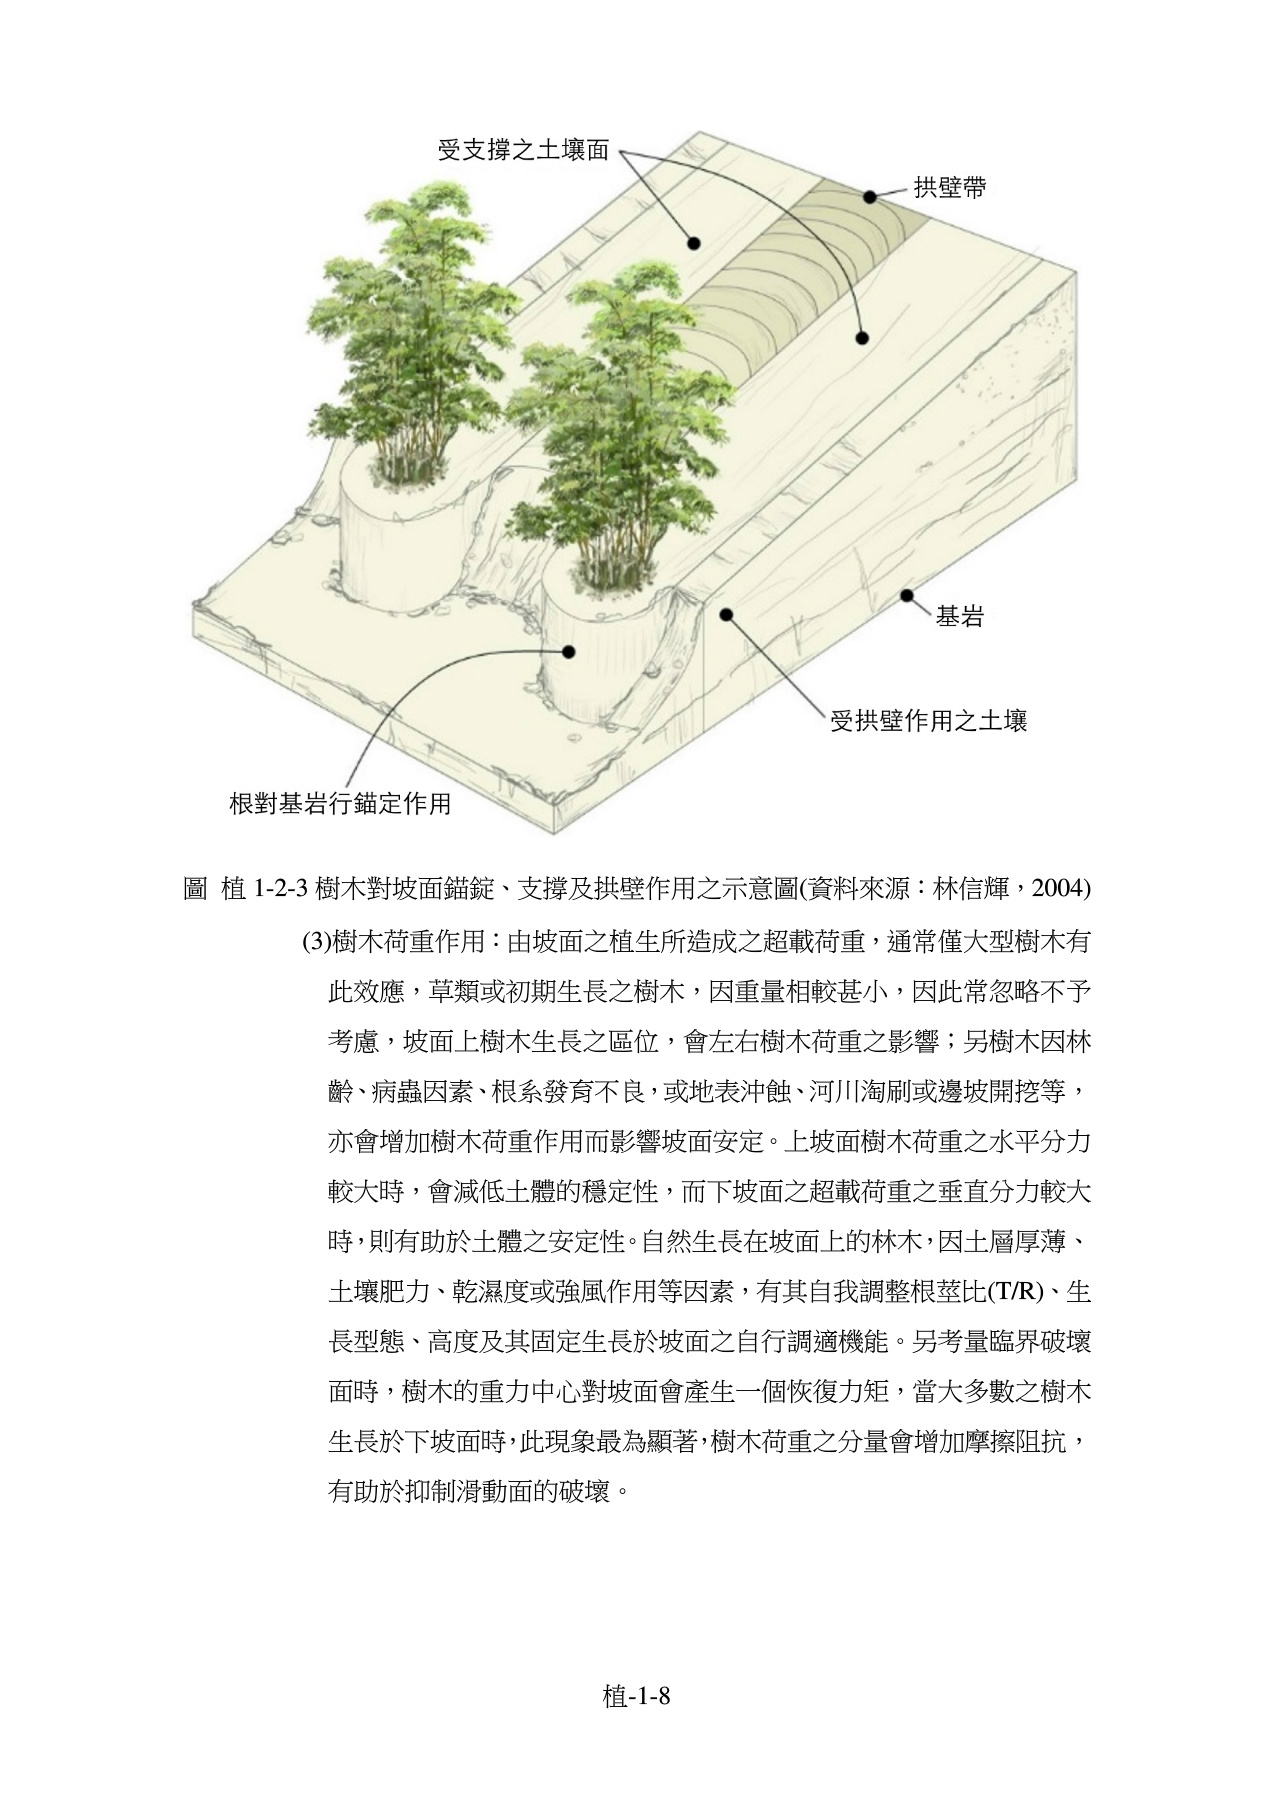 受支撐之土壤面
拱壁帶
基岩
受拱壁作用之土壤
根對基岩行錨定作用
圖 植 1-2-3 樹木對坡面錨錠、支撐及拱壁作用之示意圖(資料來源：林信輝，2004)
(3)樹木荷重作用：由坡面之植生所造成之超載荷重，通常僅大型樹木有
此效應，草類或初期生長之樹木，因重量相較甚小，因此常忽略不予
考慮，坡面上樹木生長之區位，會左右樹木荷重之影響；另樹木因林
齡、病蟲因素、根系發育不良，或地表沖蝕、河川淘刷或邊坡開挖等，
亦會增加樹木荷重作用而影響坡面安定。上坡面樹木荷重之水平分力
較大時，會減低土體的穩定性，而下坡面之超載荷重之垂直分力較大
時，則有助於土體之安定性。自然生長在坡面上的林木，因土層厚薄、
土壤肥力、乾濕度或強風作用等因素，有其自我調整根莖比(T/R)、生
長型態、高度及其固定生長於坡面之自行調適機能。另考量臨界破壞
面時，樹木的重力中心對坡面會產生一個恢復力矩，當大多數之樹木
生長於下坡面時，此現象最為顯著，樹木荷重之分量會增加摩擦阻抗，
有助於抑制滑動面的破壞。
植-1-8